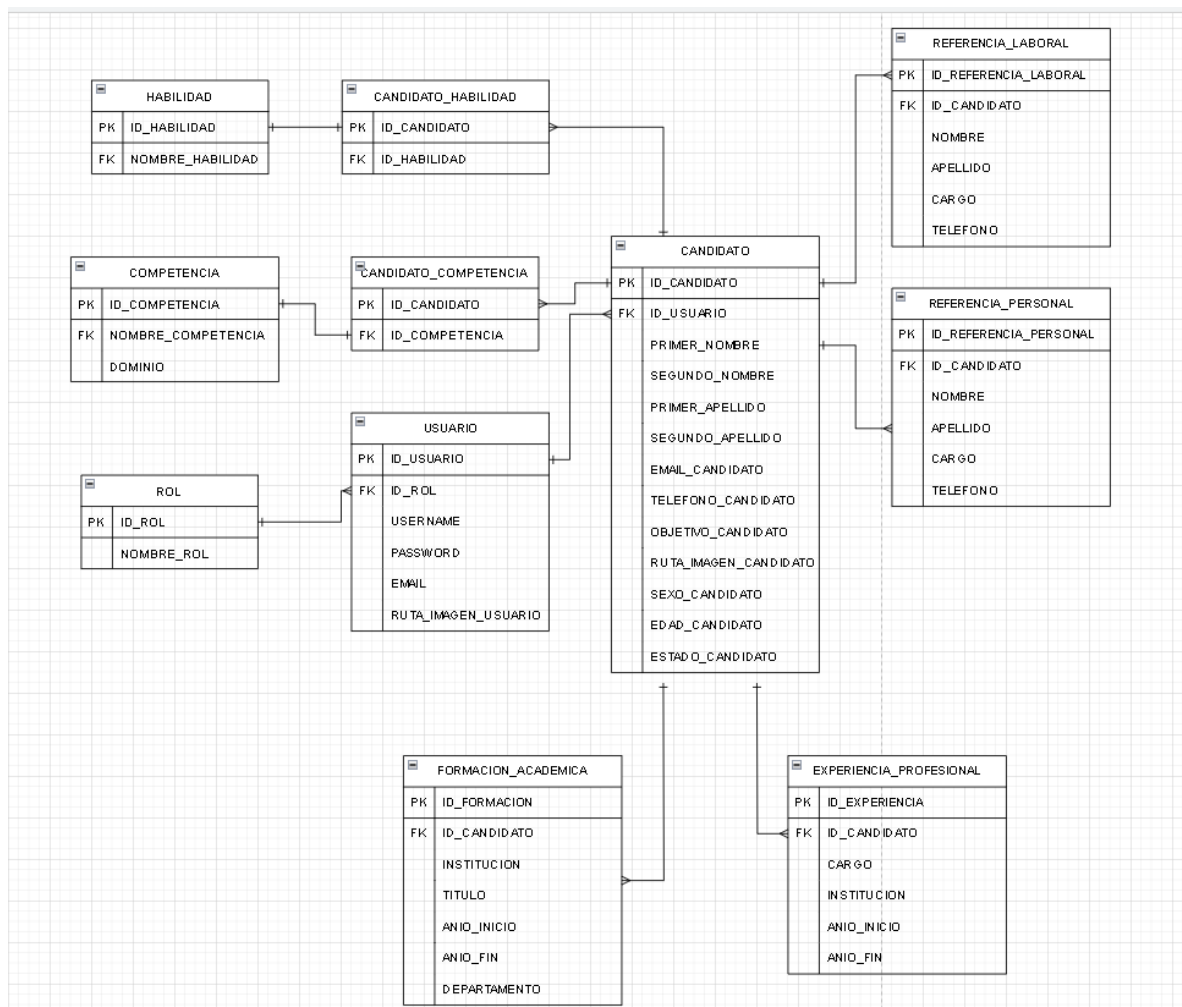 HABILIDAD
PK ID_HABILIDAD
FK NOMBRE_HABILIDAD
CANDIDATO_HABILIDAD
PK ID_CANDIDATO
FK ID_HABILIDAD
REFERENCIA_LABORAL
PK ID_REFERENCIA_LABORAL
FK ID_CANDIDATO
NOMBRE
APELLIDO
CARGO
TELEFONO
COMPETENCIA
PK ID_COMPETENCIA
FK NOMBRE_COMPETENCIA
DOMINIO
CANDIDATO_COMPETENCIA
PK ID_CANDIDATO
FK ID_COMPETENCIA
CANDIDATO
PK ID_CANDIDATO
FK ID_USUARIO
PRIMER_NOMBRE
SEGUNDO_NOMBRE
PRIMER_APELLIDO
SEGUNDO_APELLIDO
EMAIL_CANDIDATO
TELEFONO_CANDIDATO
OBJETIVO_CANDIDATO
RUTA_IMAGEN_CANDIDATO
SEXO_CANDIDATO
EDAD_CANDIDATO
ESTADO_CANDIDATO
REFERENCIA_PERSONAL
PK ID_REFERENCIA_PERSONAL
FK ID_CANDIDATO
NOMBRE
APELLIDO
CARGO
TELEFONO
ROL
PK ID_ROL
NOMBRE_ROL
USUARIO
PK ID_USUARIO
FK ID_ROL
USERNAME
PASSWORD
EMAIL
RUTA_IMAGEN_USUARIO
FORMACION_ACADEMICA
PK ID_FORMACION
FK ID_CANDIDATO
INSTITUCION
TITULO
ANIO_INICIO
ANIO_FIN
DEPARTAMENTO
EXPERIENCIA_PROFESIONAL
PK ID_EXPERIENCIA
FK ID_CANDIDATO
CARGO
INSTITUCION
ANIO_INICIO
ANIO_FIN